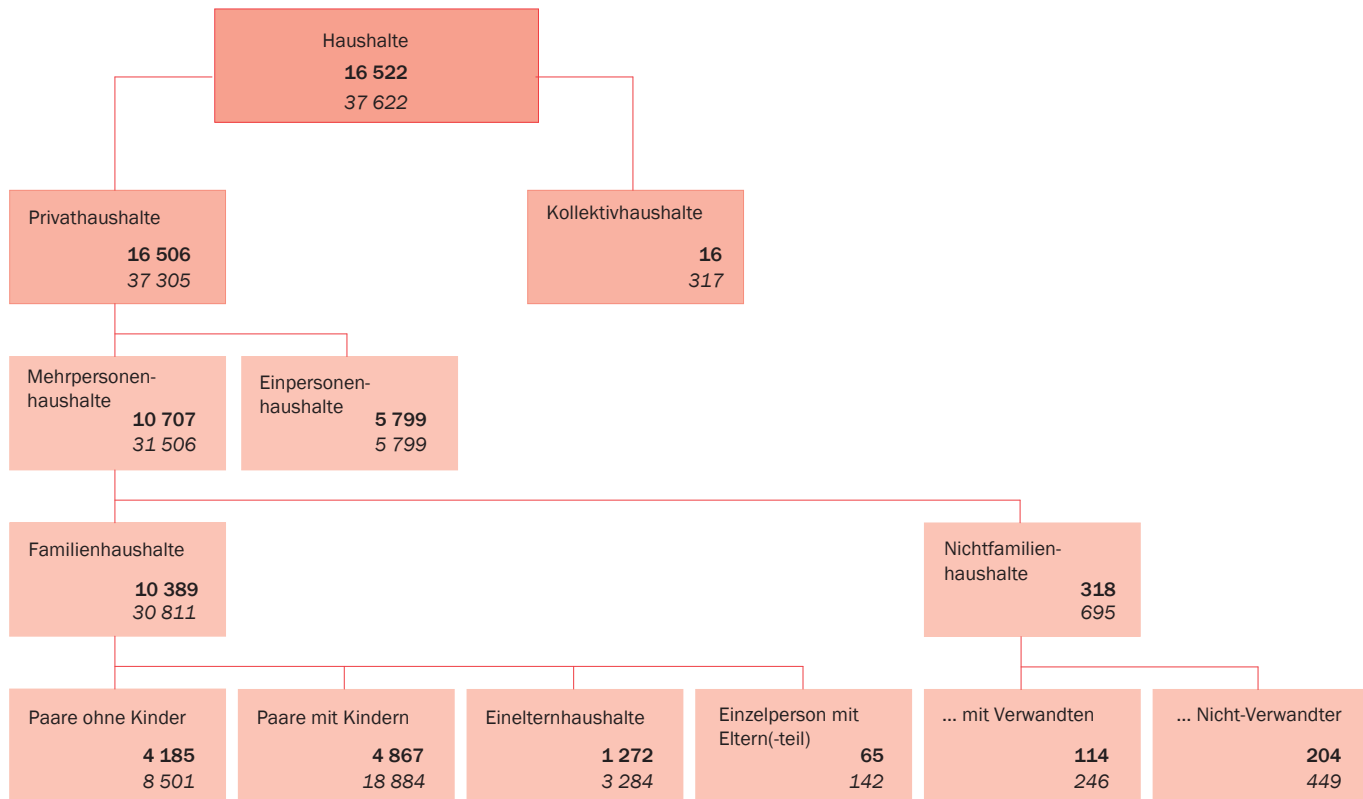 Haushalte
16 522
37 622
Privathaushalte
16 506
37 305
Kollektivhaushalte
16
317
Mehrpersonen-
haushalte
10 707
31 506
Einpersonen-
haushalte
5 799
5 799
Familienhaushalte
10 389
30 811
Nichtfamilien-
haushalte
318
695
Paare ohne Kinder
4 185
8 501
Paare mit Kindern
4 867
18 884
Einelternhaushalte
1 272
3 284
Einzelperson mit
Eltern(-teil)
65
142
... mit Verwandten
114
246
... Nicht-Verwandter
204
449